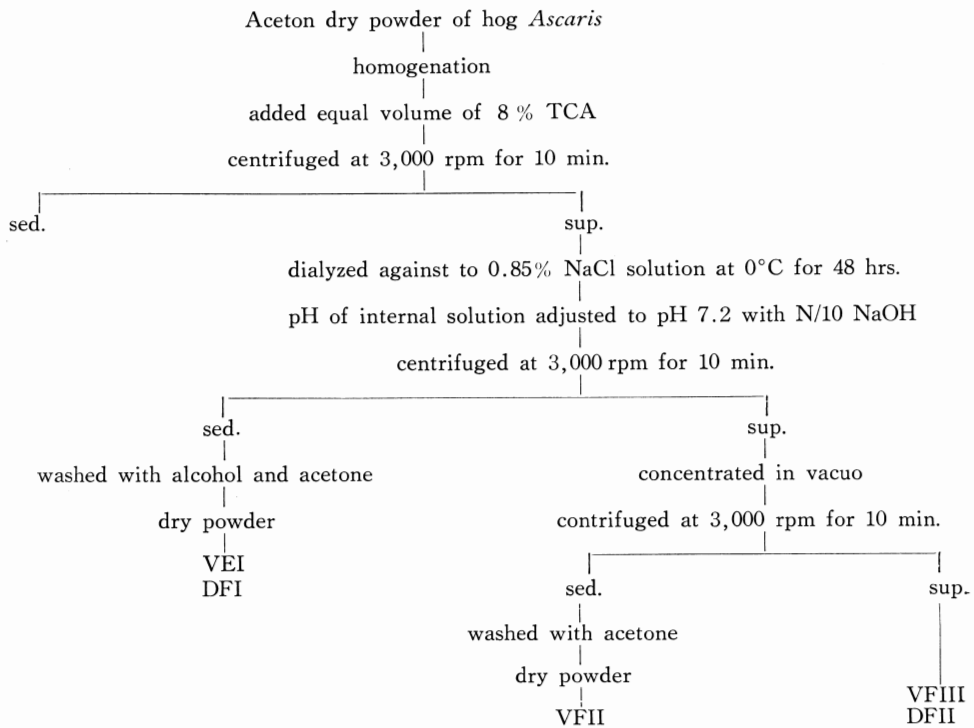 Aceton dry powder of hog Ascaris
homogenation
added equal volume of 8 % TCA
centrifuged at 3,000 rpm for 10 min.
sed.
sup.
dialyzed against to 0.85% NaCl solution at 0°C for 48 hrs.
pH of internal solution adjusted to pH 7.2 with N/10 NaOH
centrifuged at 3,000 rpm for 10 min.
sed.
sup.
washed with alcohol and acetone
concentrated in vacuo
dry powder
contrifuged at 3,000 rpm for 10 min.
VEI
DFI
sed.
sup.
washed with acetone
dry powder
VFII
VFIII
DFII